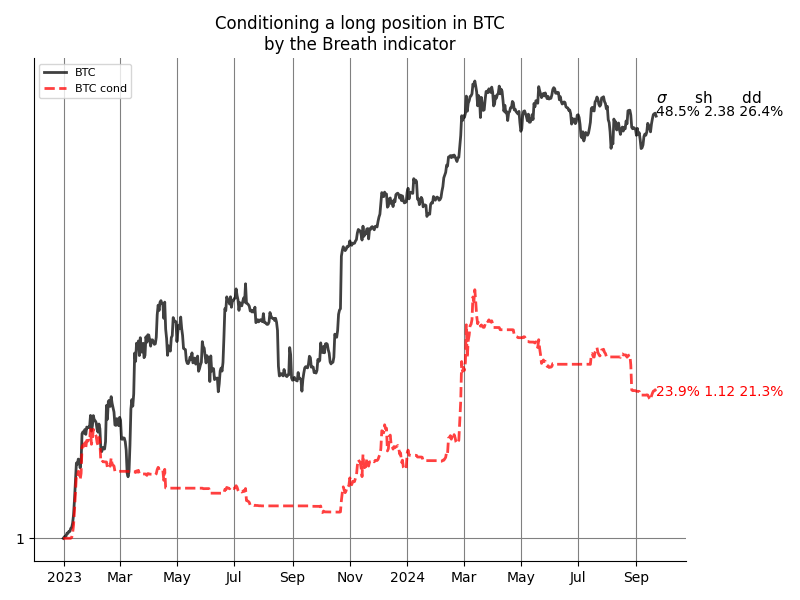 Conditioning a long position in BTC
by the Breath indicator
BTC
BTC cond
σ sh dd
48.5% 2.38 26.4%
23.9% 1.12 21.3%
1
2023 Mar May Jul Sep Nov 2024 Mar May Jul Sep